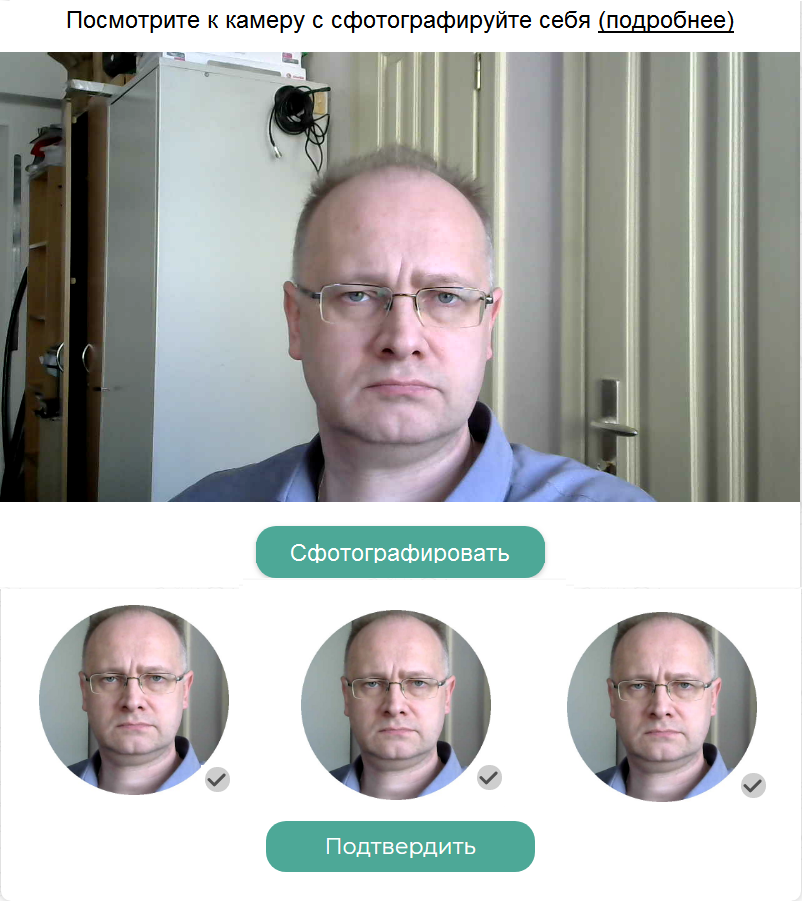 Посмотрите к камеру с сфотографируйте себя (подробнее)
Сфотографировать
Подтвердить